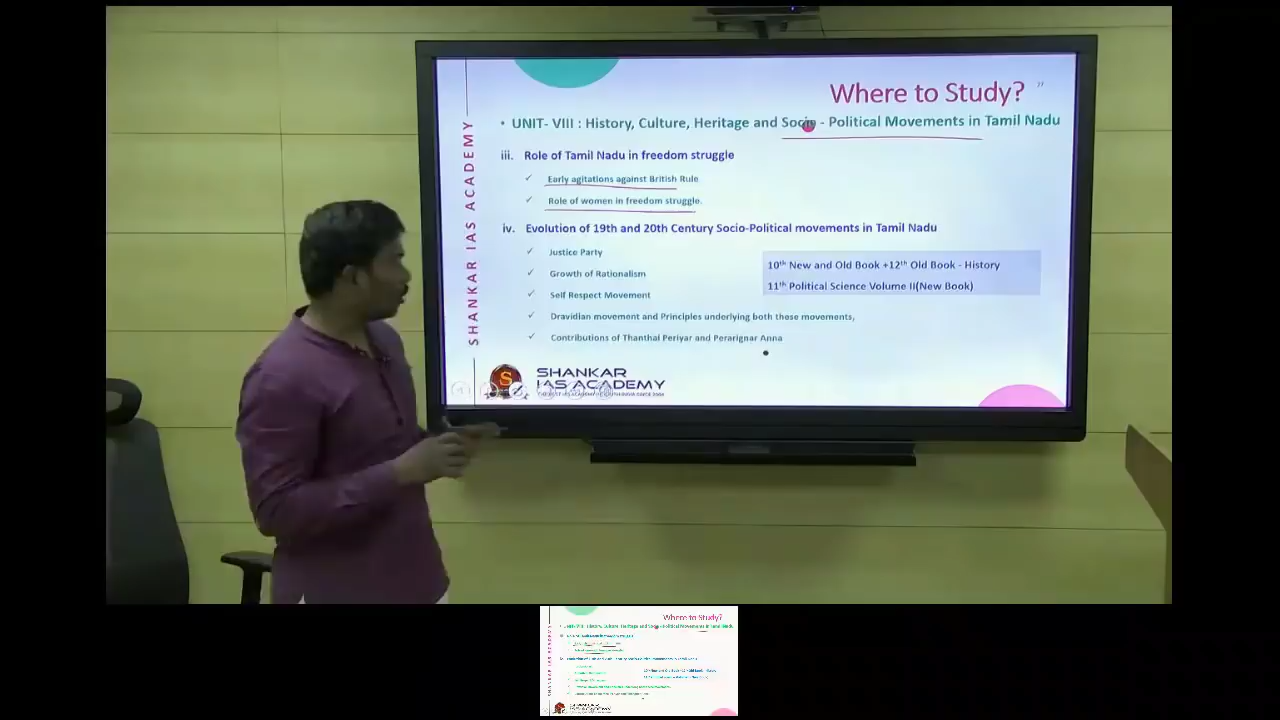 Where to Study?
• UNIT- VIII : History, Culture, Heritage and Socio - Political Movements in Tamil Nadu
iii. Role of Tamil Nadu in freedom struggle
✓ Early agitations against British Rule
✓ Role of women in freedom struggle.
iv. Evolution of 19th and 20th Century Socio-Political movements in Tamil Nadu
✓ Justice Party
✓ Growth of Rationalism
✓ Self Respect Movement
✓ Dravidian movement and Principles underlying both these movements,
✓ Contributions of Thanthai Periyar and Perarignar Anna
10th New and Old Book +12th Old Book - History
11th Political Science Volume II(New Book)
SHANKAR IAS ACADEMY
S
SHANKAR
IAS ACADEMY
Where to Study?